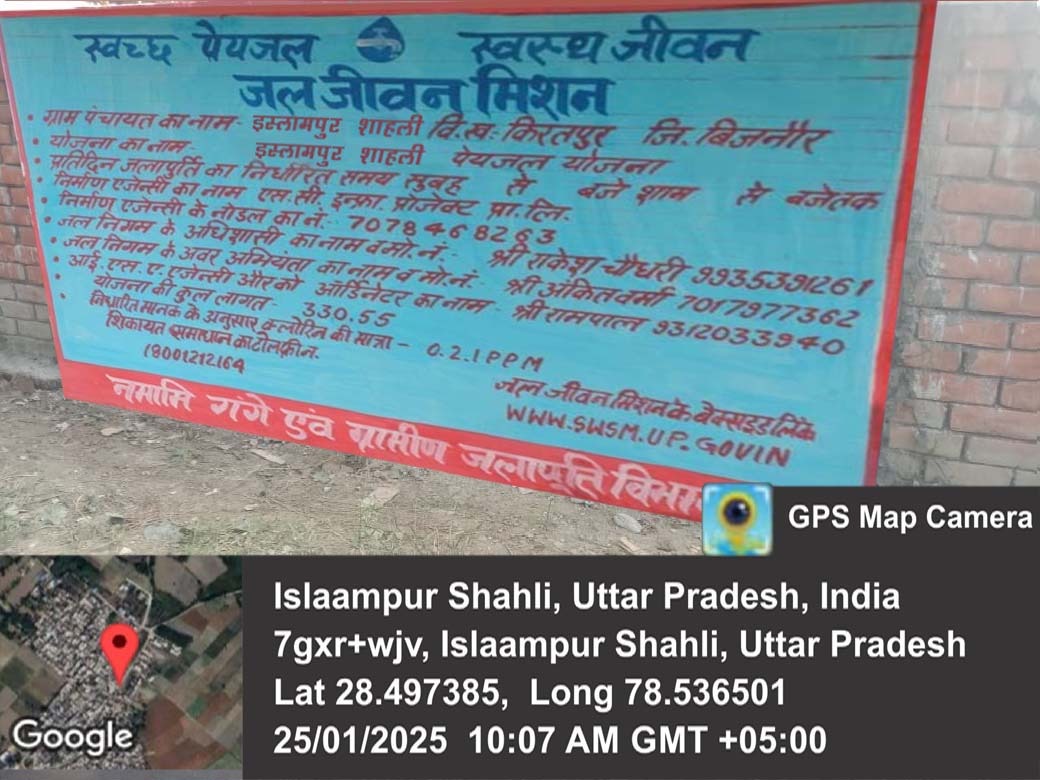 स्वच्छ पेयजल स्वस्थ जीवन
जल जीवन मिशन
• ग्राम पंचायत का नाम- इस्लामपुर शाहली वि.ख: किरतपुर जि. बिजनौर
• योजना का नाम- इस्लामपुर शाहली पेयजल योजना
• प्रतिदिन जलापूर्ति का निर्धारित समय सुबह से बजे शाम से बजे तक
• निर्माण एजेन्सी का नाम एस.सी. इन्फ्रा. प्रोजेक्ट प्रा. लि.
• निर्माण एजेन्सी के नोडल का नं. 7078468263
• जल निगम के अधिशासी का नाम व मो. नं. - श्री राकेश चौधरी 9935391261
• जल निगम के अवर अभियंता का नाम व मो. नं. - श्री अंकित वर्मा 7017977362
• आई. एस. ए. एजेन्सी और को ऑर्डिनेटर का नाम - श्री रामपाल 9312033940
• योजना की कुल लागत- 330.55
• निर्धारित मानक के अनुसार क्लोरिन की मात्रा - 0.2.1 PPM
शिकायत समाधान का टोल फ्री न.
18001212164
जल जीवन मिशन के वेबसाइड लिंक
WWW.SWSM.UP.GOVIN
नमामि गंगे एवं ग्रामीण जलापूर्ति
GPS Map Camera
Islaampur Shahli, Uttar Pradesh, India
7gxr+wjv, Islaampur Shahli, Uttar Pradesh
Lat 28.497385, Long 78.536501
25/01/2025 10:07 AM GMT +05:00
Google